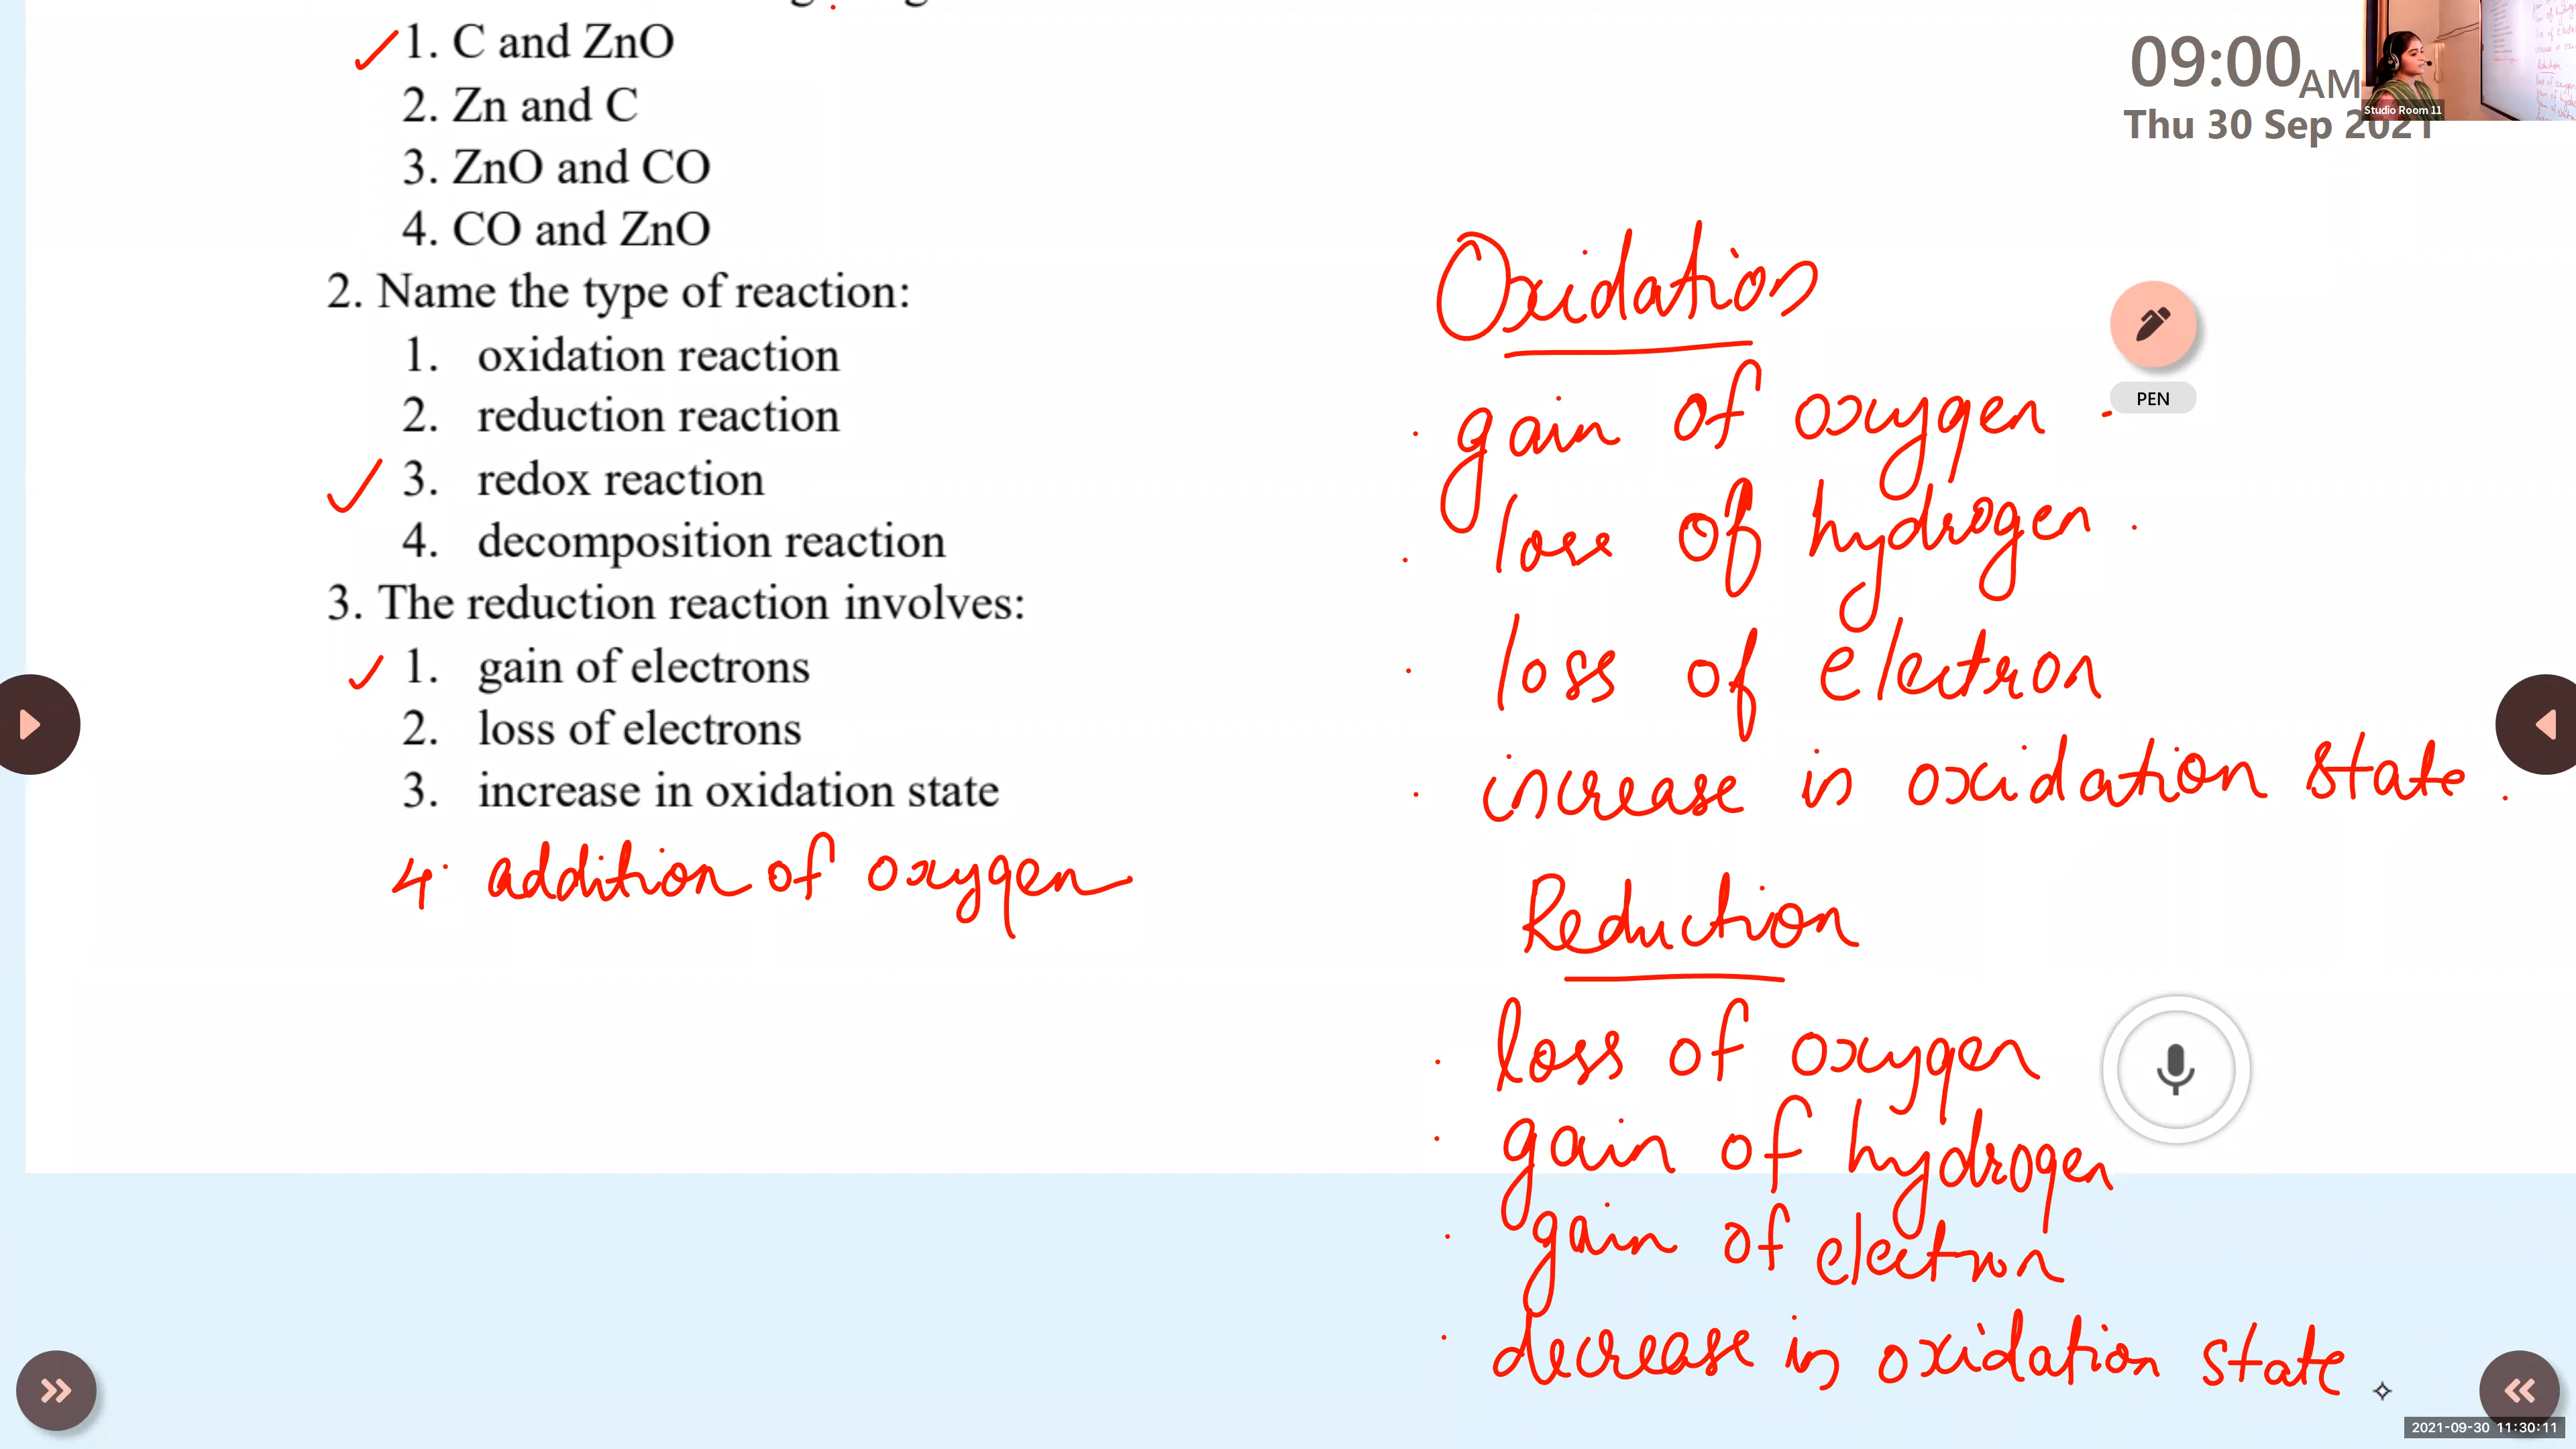 1. C and ZnO
2. Zn and C
3. ZnO and CO
4. CO and ZnO
2. Name the type of reaction:
1. oxidation reaction
2. reduction reaction
3. redox reaction
4. decomposition reaction
3. The reduction reaction involves:
1. gain of electrons
2. loss of electrons
3. increase in oxidation state
4. addition of oxygen
09:00 AM
Thu 30 Sep 2021
Studio Room 11
PEN
Oxidation
. gain of oxygen .
. loss of hydrogen .
. loss of electron
. increase in oxidation state .
Reduction
. loss of oxygen
. gain of hydrogen
. gain of electron
. decrease in oxidation state .
2021-09-30 11:30:11